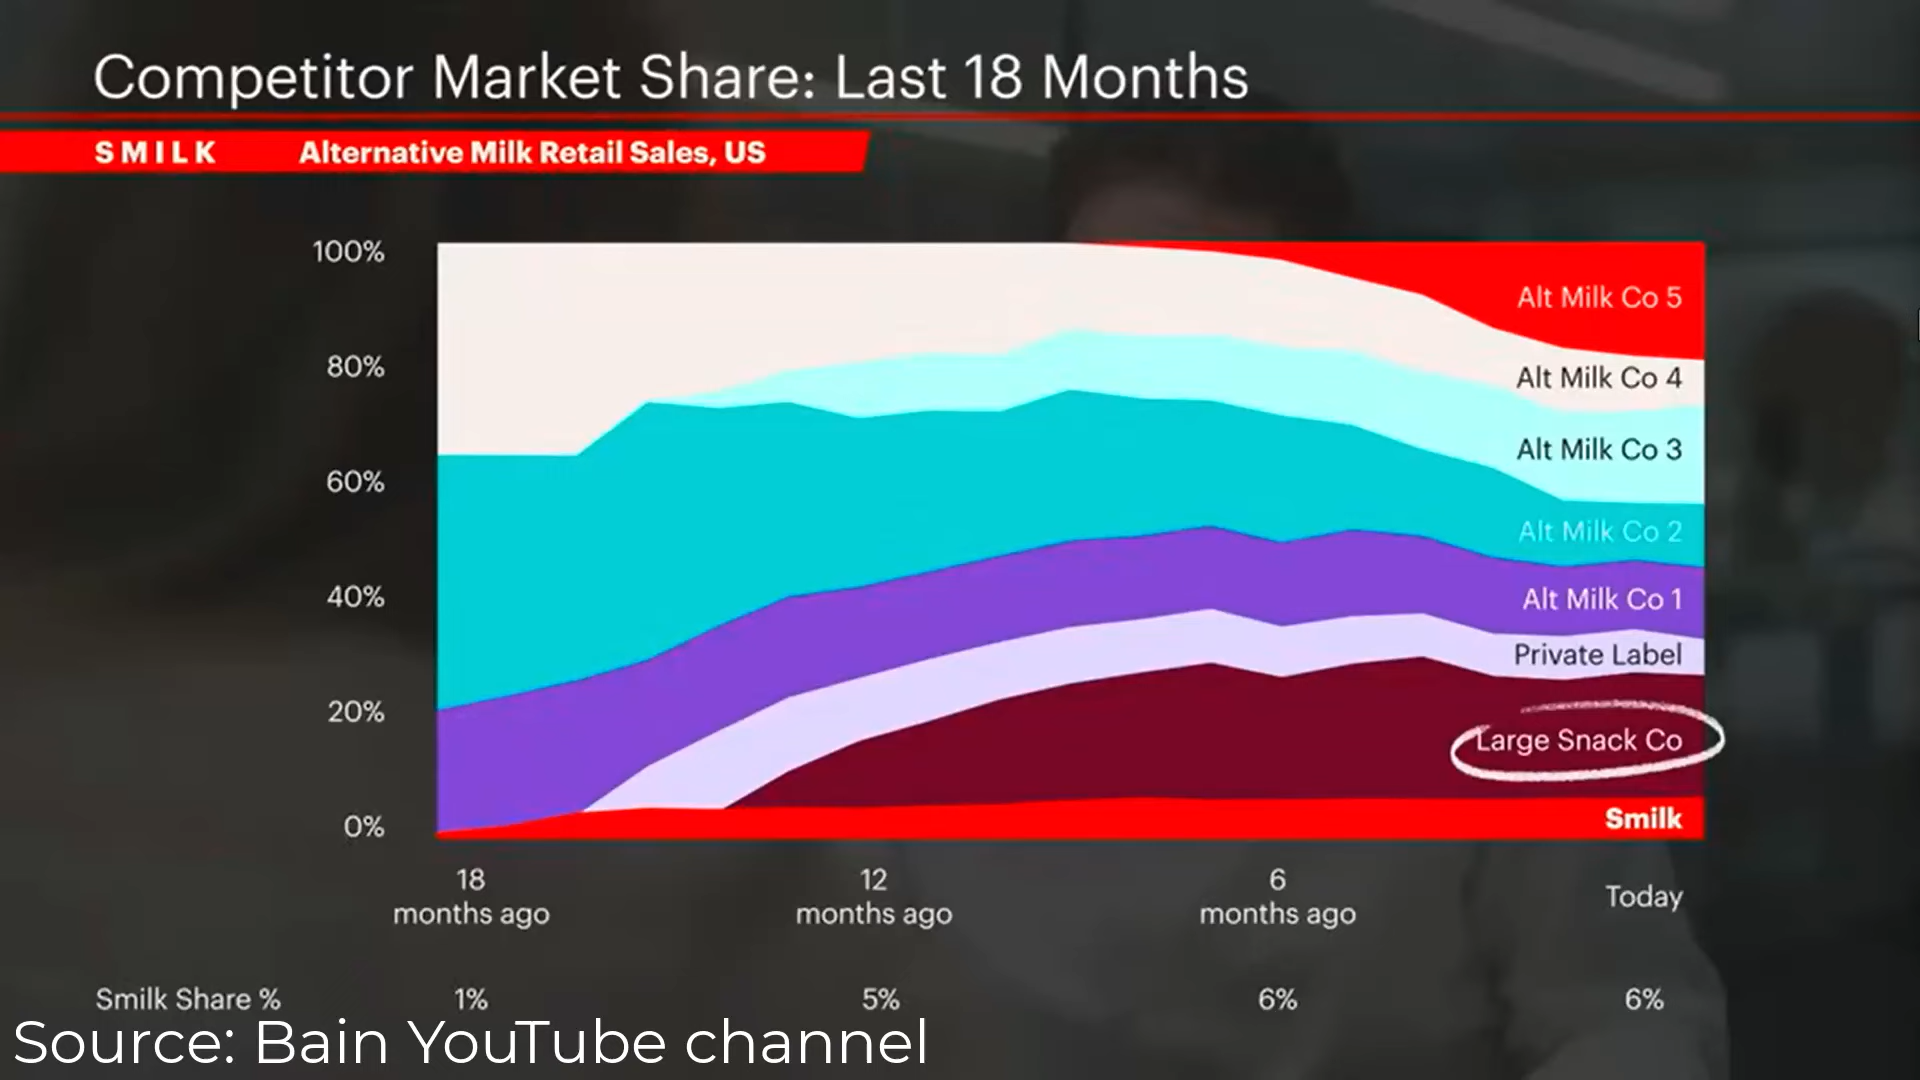 Competitor Market Share: Last 18 Months
SMILK Alternative Milk Retail Sales, US
100%
80%
60%
40%
20%
0%
Alt Milk Co 5
Alt Milk Co 4
Alt Milk Co 3
Alt Milk Co 2
Alt Milk Co 1
Private Label
Large Snack Co
Smilk
18 months ago
12 months ago
6 months ago
Today
Smilk Share % 1% 5% 6% 6%
Source: Bain YouTube channel